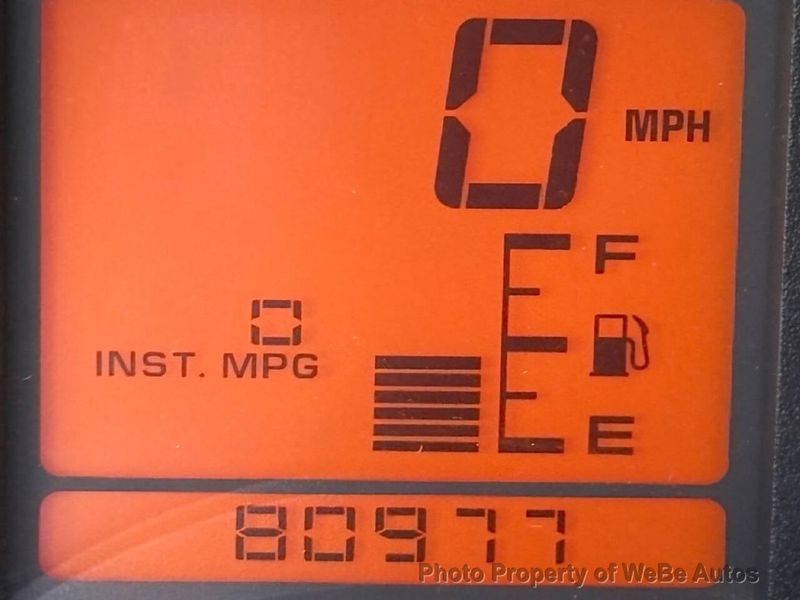 0 MPH
F
0
INST. MPG
E
80977
Photo Property of WeBe Autos